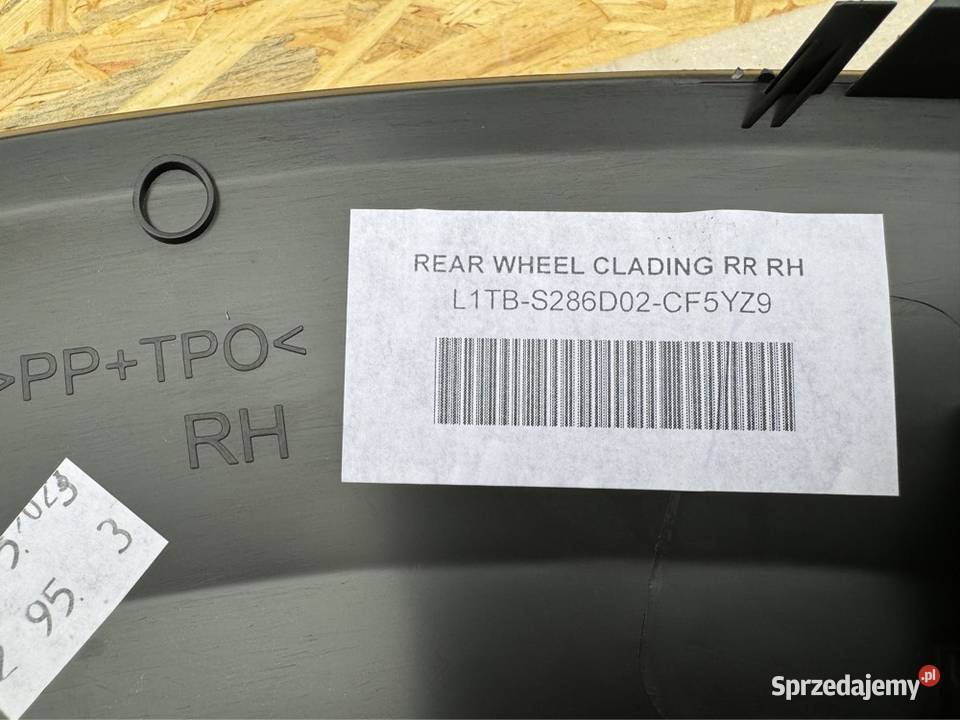 REAR WHEEL CLADING RR RH
L1TB-S286D02-CF5YZ9
>PP+TPO<
RH
3
95.
Sprzedajemy.pl